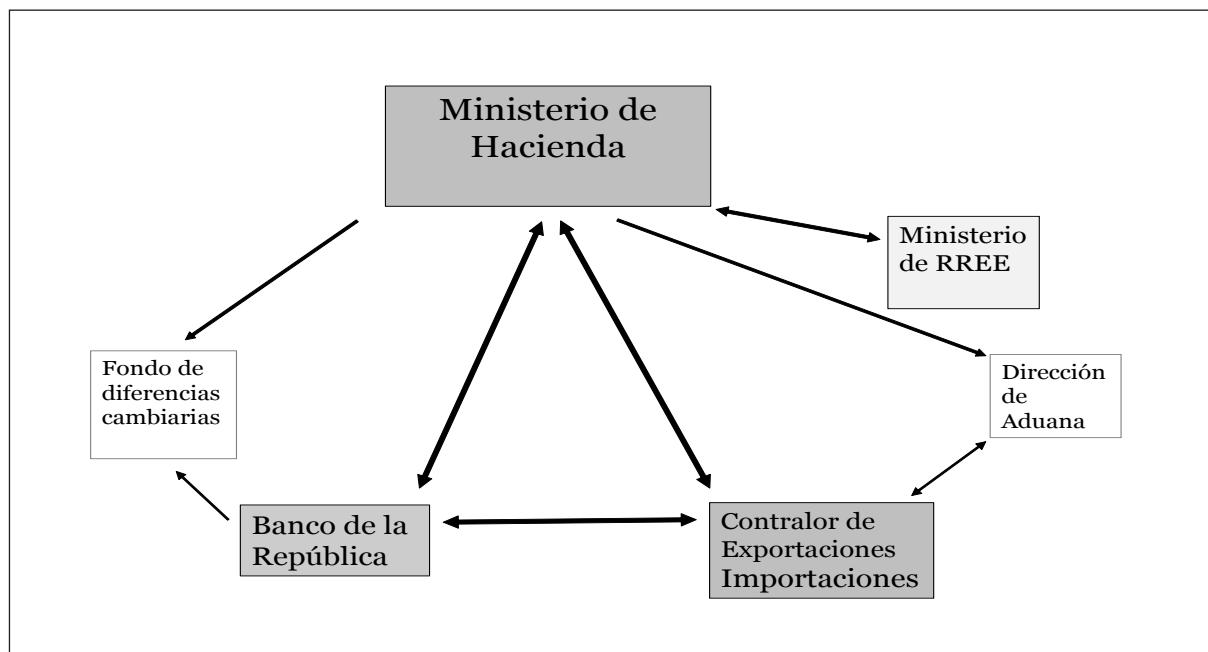 Ministerio de
Hacienda
Ministerio
de RREE
Fondo de
diferencias
cambiarias
Dirección
de
Aduana
Banco de la
República
Contralor de
Exportaciones
Importaciones